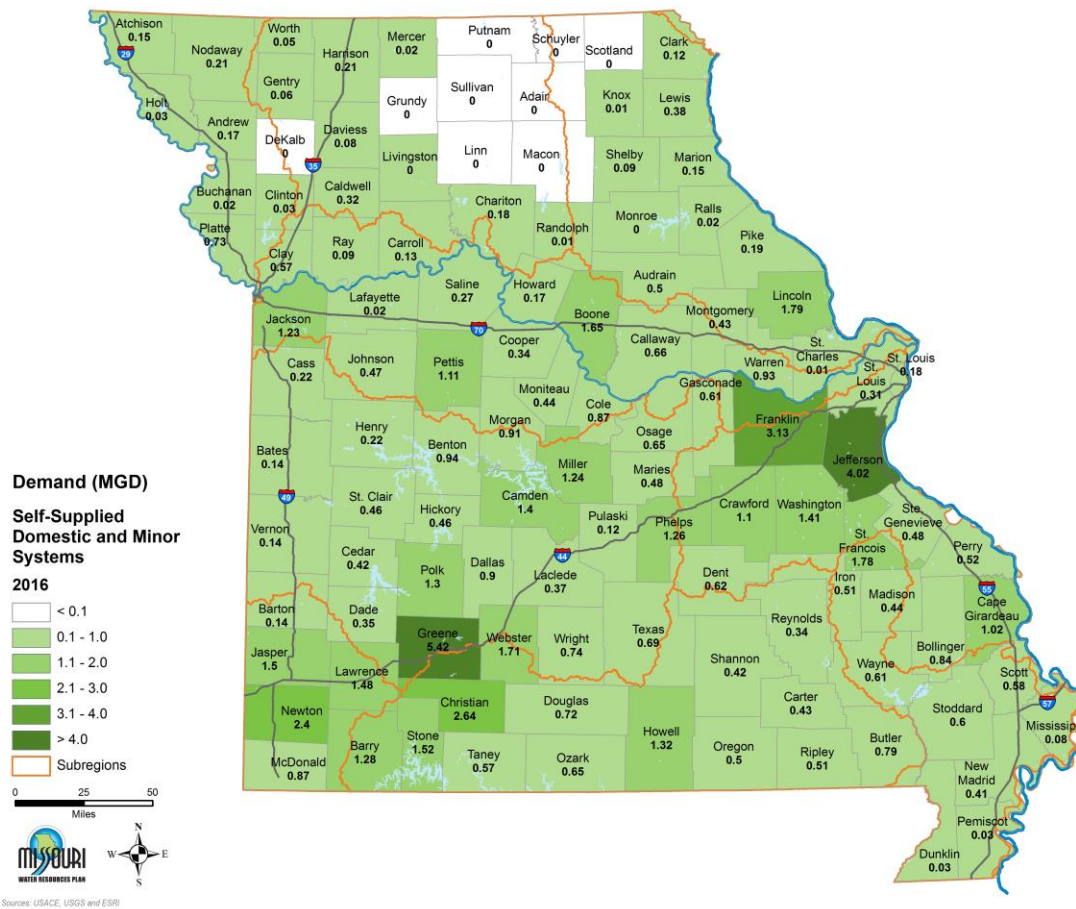 Atchison
0.15
Nodaway
0.21
Worth
0.05
Harrison
0.21
Mercer
0.02
Putnam
0
Schuyler
0
Scotland
0
Clark
0.12
29
Gentry
0.06
Sullivan
0
Adair
0
Knox
0.01
Lewis
0.38
Holt
0.03
Andrew
0.17
DeKalb
0
Daviess
0.08
Grundy
0
35
Livingston
0
Linn
0
Macon
0
Shelby
0.09
Marion
0.15
Buchanan
0.02
Clinton
0.03
Caldwell
0.32
Chariton
0.18
Randolph
0.01
Monroe
0
Ralls
0.02
Platte
0.73
Clay
0.57
Ray
0.09
Carroll
0.13
Pike
0.19
Audrain
0.5
Lafayette
0.02
Saline
0.27
Howard
0.17
Boone
1.65
Montgomery
0.43
Lincoln
1.79
Jackson
1.23
70
Cooper
0.34
Callaway
0.66
Warren
0.93
St.
Charles
0.01
St. Louis
0.18
St.
Louis
0.31
Cass
0.22
Johnson
0.47
Pettis
1.11
Moniteau
0.44
Cole
0.87
Gasconade
0.61
Franklin
3.13
Jefferson
4.02
Henry
0.22
Benton
0.94
Morgan
0.91
Miller
1.24
Osage
0.65
Maries
0.48
Bates
0.14
49
St. Clair
0.46
Hickory
0.46
Camden
1.4
Pulaski
0.12
Phelps
1.26
Crawford
1.1
Washington
1.41
Ste.
Genevieve
0.48
St.
Francois
1.78
Perry
0.52
Vernon
0.14
Cedar
0.42
Polk
1.3
Dallas
0.9
44
Laclede
0.37
Dent
0.62
Iron
0.51
Madison
0.44
55
Cape
Girardeau
1.02
Barton
0.14
Dade
0.35
Greene
5.42
Webster
1.71
Wright
0.74
Texas
0.69
Reynolds
0.34
Shannon
0.42
Wayne
0.61
Bollinger
0.84
Scott
0.58
57
Jasper
1.5
Lawrence
1.48
Newton
2.4
Christian
2.64
Douglas
0.72
Howell
1.32
Carter
0.43
Stoddard
0.6
Mississip
0.08
McDonald
0.87
Barry
1.28
Stone
1.52
Taney
0.57
Ozark
0.65
Oregon
0.5
Ripley
0.51
Butler
0.79
New
Madrid
0.41
Pemiscot
0.03
Dunklin
0.03
Demand (MGD)
Self-Supplied
Domestic and Minor
Systems
2016
< 0.1
0.1 - 1.0
1.1 - 2.0
2.1 - 3.0
3.1 - 4.0
> 4.0
Subregions
0 25 50
Miles
MISSOURI
WATER RESOURCES PLAN
N
W E
S
Sources: USACE, USGS and ESRI